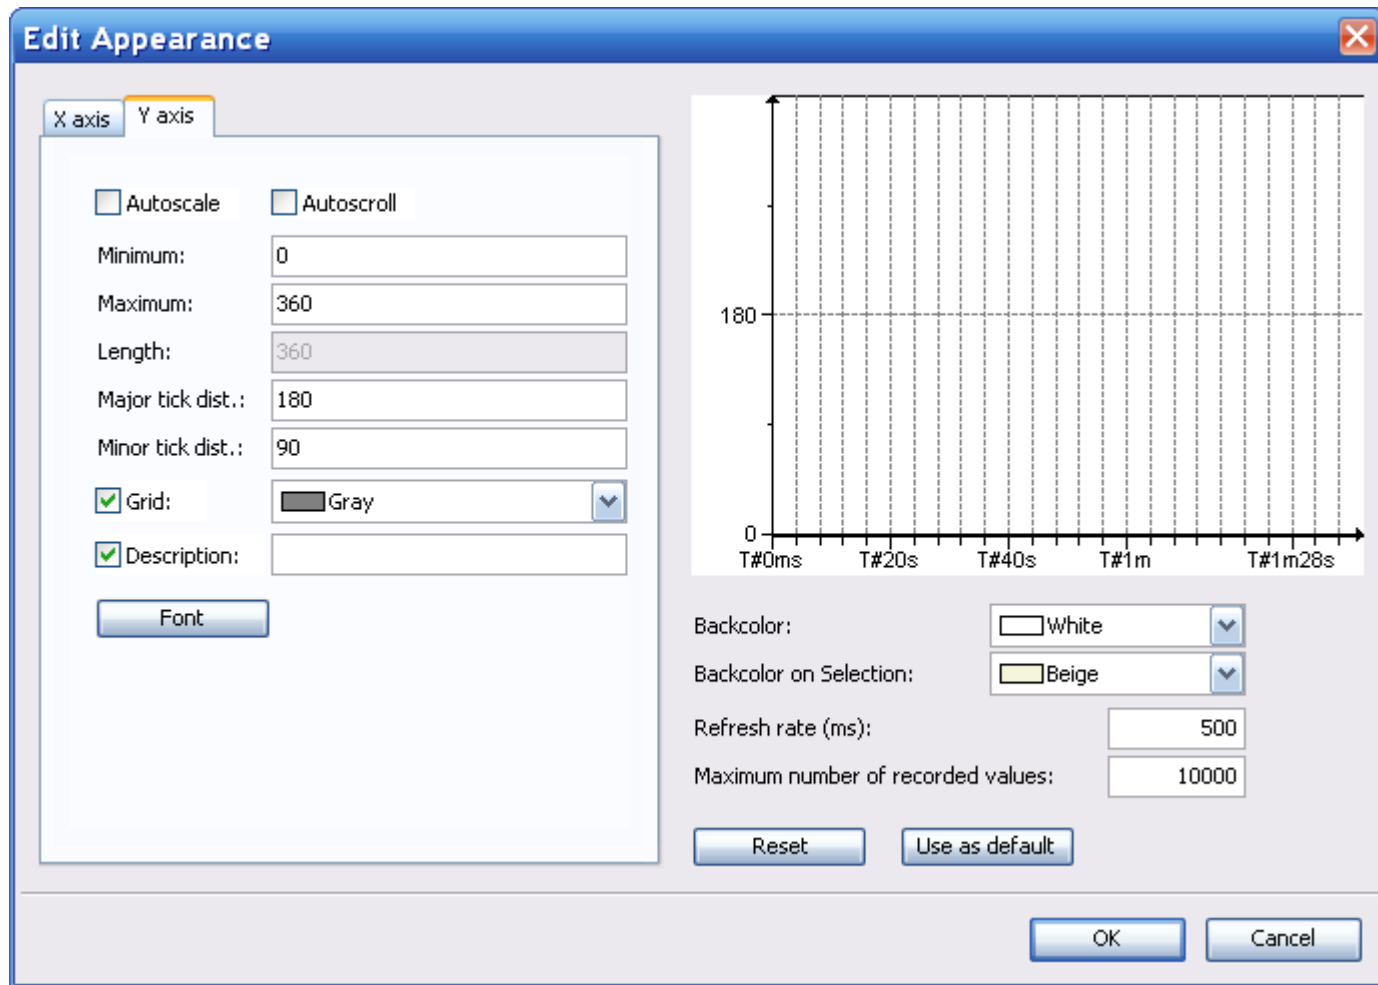 Edit Appearance
X axis
Y axis
Autoscale
Autoscroll
Minimum: 0
Maximum: 360
Length: 360
Major tick dist.: 180
Minor tick dist.: 90
Grid: Gray
Description:
Font
180
0
T#0ms T#20s T#40s T#1m T#1m28s
Backcolor: White
Backcolor on Selection: Beige
Refresh rate (ms): 500
Maximum number of recorded values: 10000
Reset
Use as default
OK
Cancel